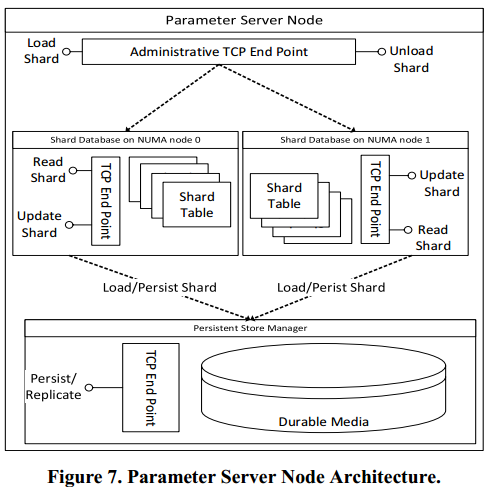 Parameter Server Node
Load
Shard
Administrative TCP End Point
Unload
Shard
Shard Database on NUMA node 0
Read
Shard
Update
Shard
TCP End Point
Shard
Table
Shard Database on NUMA node 1
Shard
Table
TCP End Point
Update
Shard
Read
Shard
Load/Persist Shard
Load/Perist Shard
Persistent Store Manager
Persist/
Replicate
TCP End Point
Durable Media
Figure 7. Parameter Server Node Architecture.